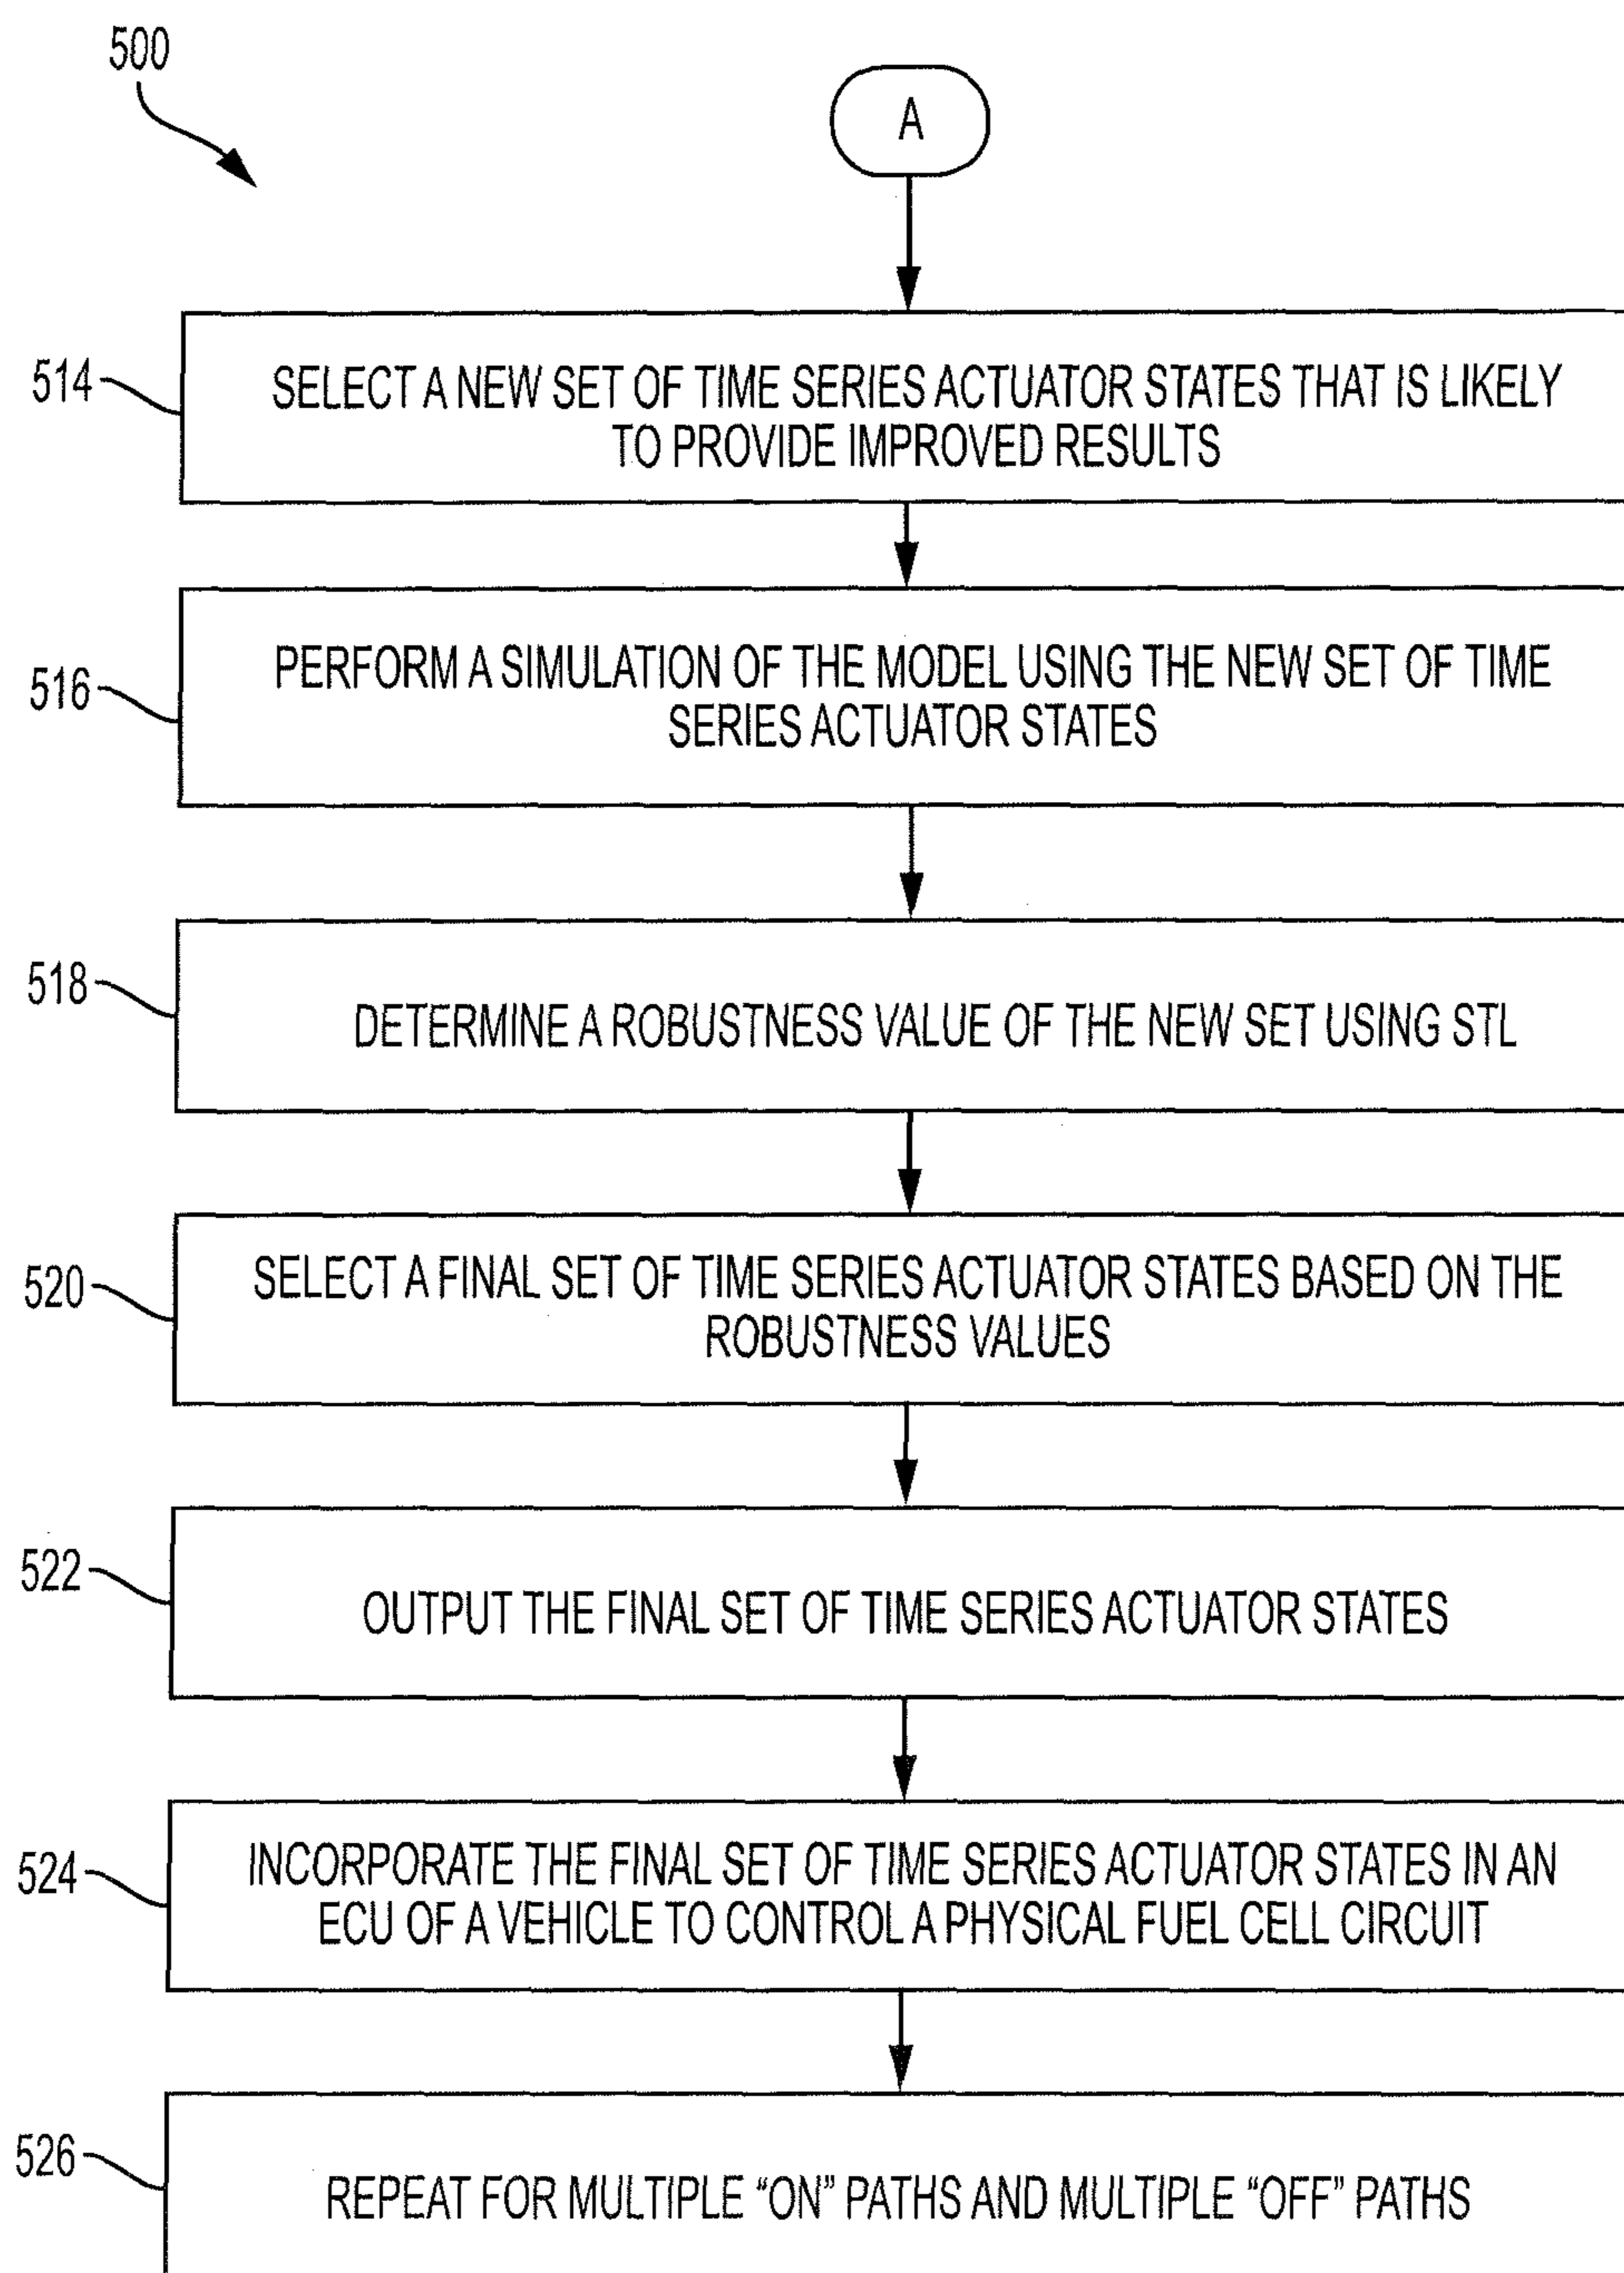 500
A
514
SELECT A NEW SET OF TIME SERIES ACTUATOR STATES THAT IS LIKELY
TO PROVIDE IMPROVED RESULTS
516
PERFORM A SIMULATION OF THE MODEL USING THE NEW SET OF TIME
SERIES ACTUATOR STATES
518
DETERMINE A ROBUSTNESS VALUE OF THE NEW SET USING STL
520
SELECT A FINAL SET OF TIME SERIES ACTUATOR STATES BASED ON THE
ROBUSTNESS VALUES
522
OUTPUT THE FINAL SET OF TIME SERIES ACTUATOR STATES
524
INCORPORATE THE FINAL SET OF TIME SERIES ACTUATOR STATES IN AN
ECU OF A VEHICLE TO CONTROL A PHYSICAL FUEL CELL CIRCUIT
526
REPEAT FOR MULTIPLE “ON” PATHS AND MULTIPLE “OFF” PATHS